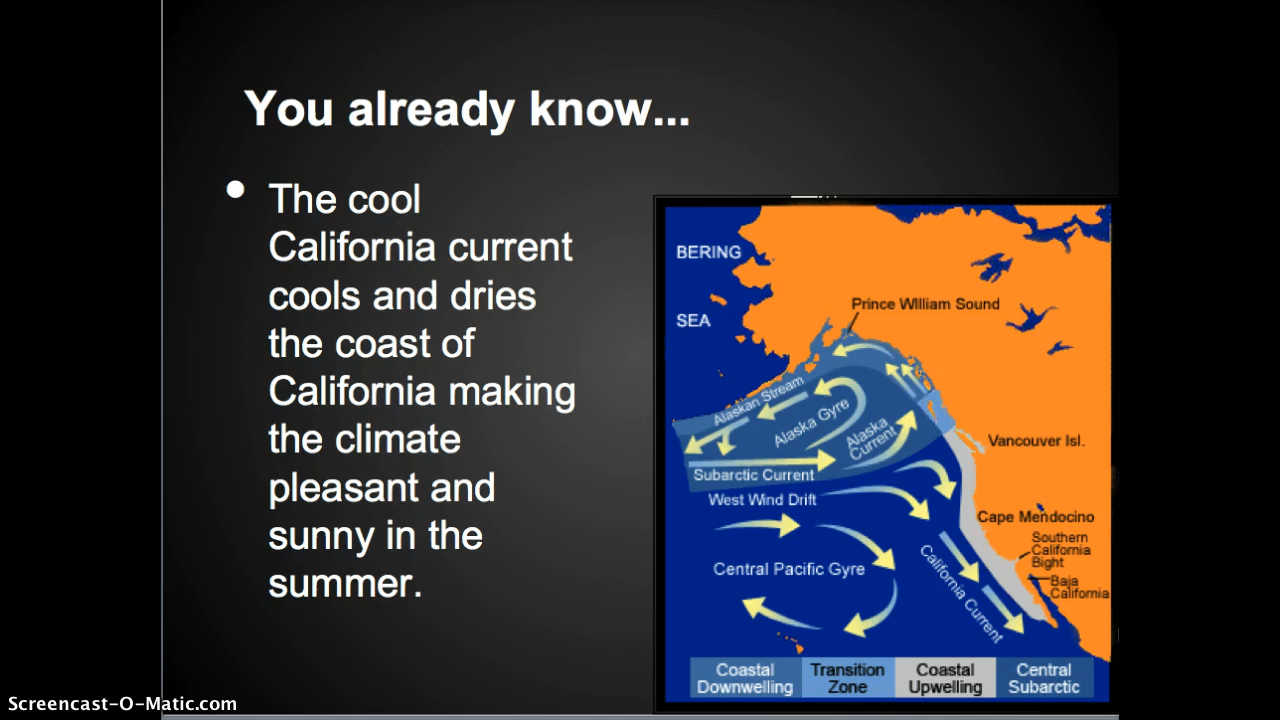 You already know...
• The cool
California current
cools and dries
the coast of
California making
the climate
pleasant and
sunny in the
summer.
BERING
SEA
Prince WIlliam Sound
Alaskan Stream
Alaska Gyre
Alaska
Current
Subarctic Current
West Wind Drift
Central Pacific Gyre
California Current
Vancouver Isl.
Cape Mendocino
Southern
California
Bight
Baja
California
Coastal
Downwelling
Transition
Zone
Coastal
Upwelling
Central
Subarctic
Screencast-O-Matic.com